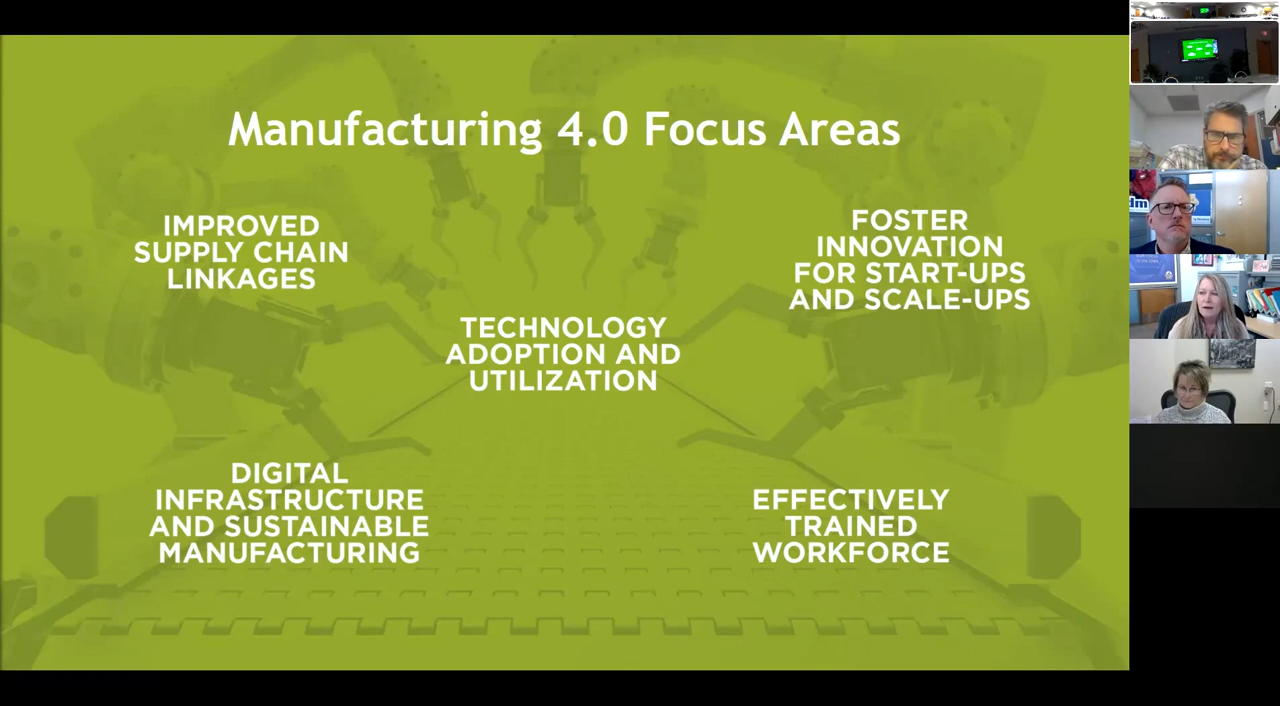 Manufacturing 4.0 Focus Areas
IMPROVED
SUPPLY CHAIN
LINKAGES
FOSTER
INNOVATION
FOR START-UPS
AND SCALE-UPS
TECHNOLOGY
ADOPTION AND
UTILIZATION
DIGITAL
INFRASTRUCTURE
AND SUSTAINABLE
MANUFACTURING
EFFECTIVELY
TRAINED
WORKFORCE